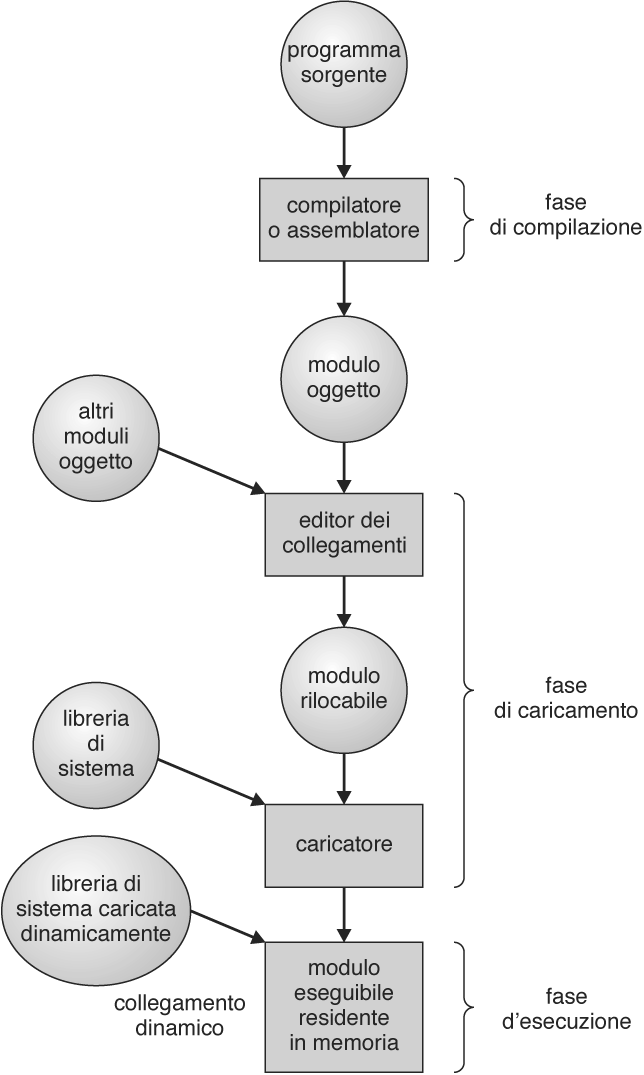 programma
sorgente
compilatore
o assemblatore
fase
di compilazione
modulo
oggetto
altri
moduli
oggetto
editor dei
collegamenti
modulo
rilocabile
fase
di caricamento
libreria
di
sistema
caricatore
libreria di
sistema caricata
dinamicamente
collegamento
dinamico
modulo
eseguibile
residente
in memoria
fase
d'esecuzione